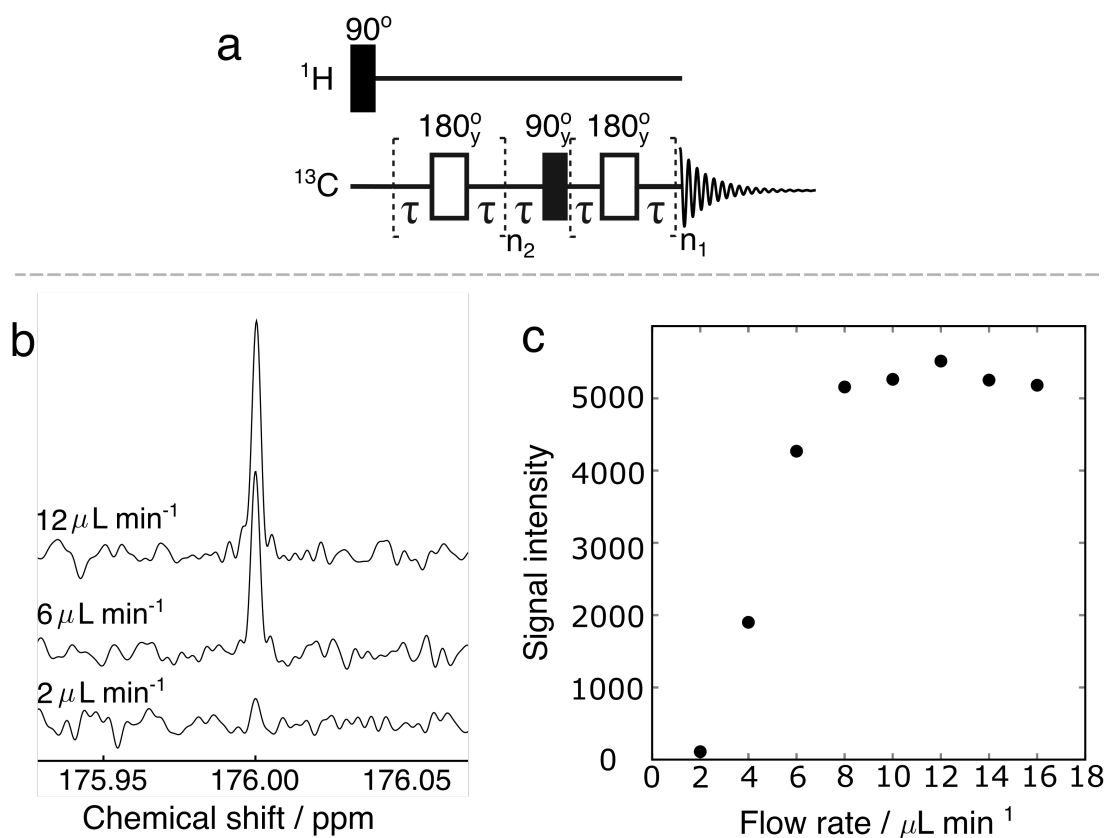 a
90°
¹H
180°y 90°y 180°y
¹³C
τ τ τ τ τ
n₂ n₁
b
12 μL min⁻¹
6 μL min⁻¹
2 μL min⁻¹
175.95 176.00 176.05
Chemical shift / ppm
c
5000
4000
3000
2000
1000
0
0 2 4 6 8 10 12 14 16 18
Signal intensity
Flow rate / μL min ¹